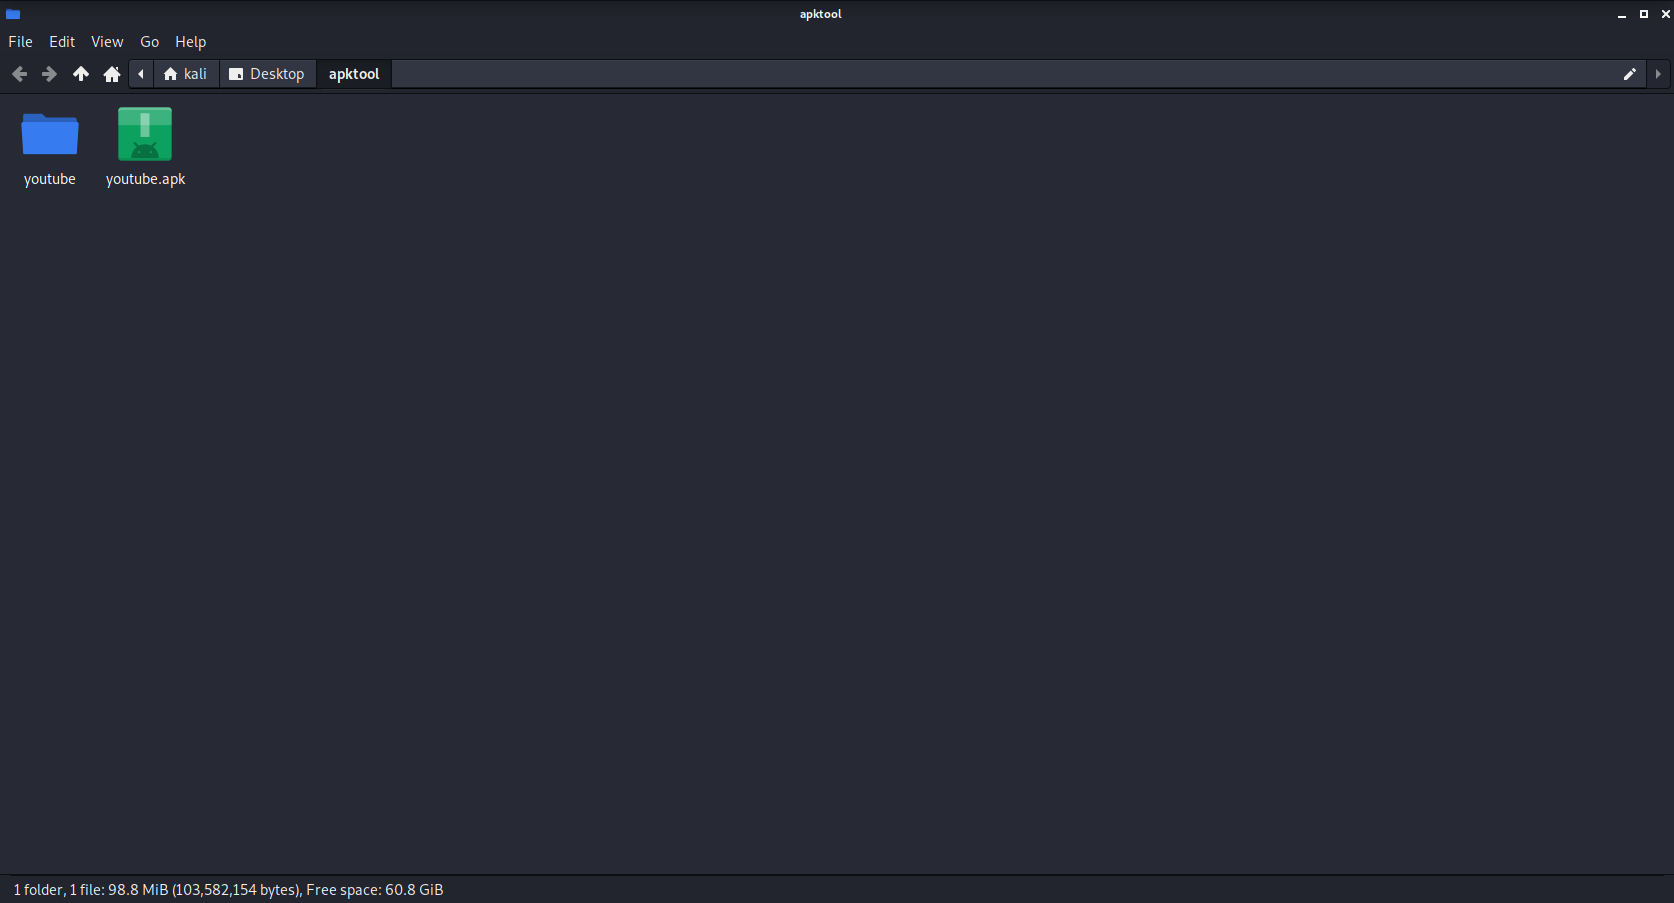 apktool
File Edit View Go Help
kali Desktop apktool
youtube youtube.apk
1 folder, 1 file: 98.8 MiB (103,582,154 bytes), Free space: 60.8 GiB